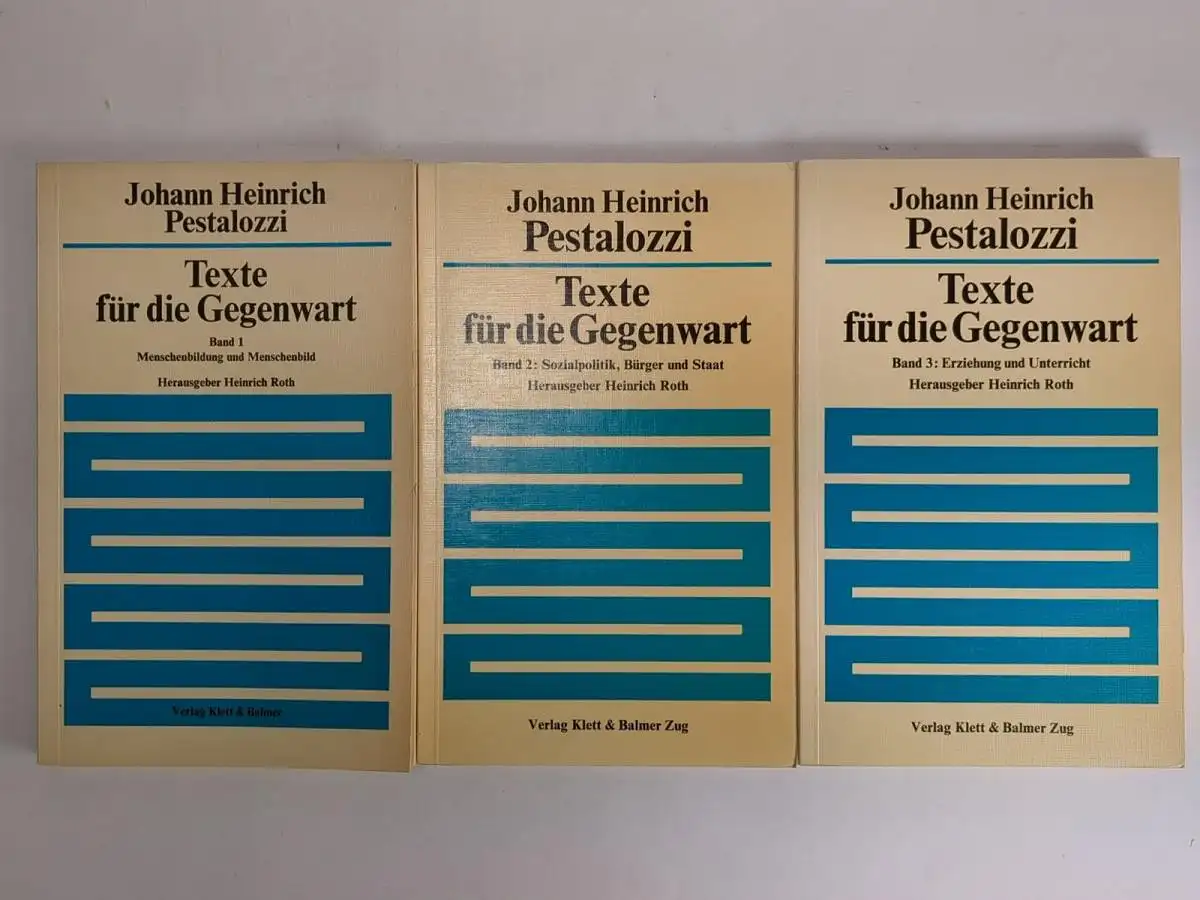 Johann Heinrich
Pestalozzi
Texte
für die Gegenwart
Band 1
Menschenbildung und Menschenbild
Herausgeber Heinrich Roth
Verlag Klett & Balmer
Johann Heinrich
Pestalozzi
Texte
für die Gegenwart
Band 2: Sozialpolitik, Bürger und Staat
Herausgeber Heinrich Roth
Verlag Klett & Balmer Zug
Johann Heinrich
Pestalozzi
Texte
für die Gegenwart
Band 3: Erziehung und Unterricht
Herausgeber Heinrich Roth
Verlag Klett & Balmer Zug